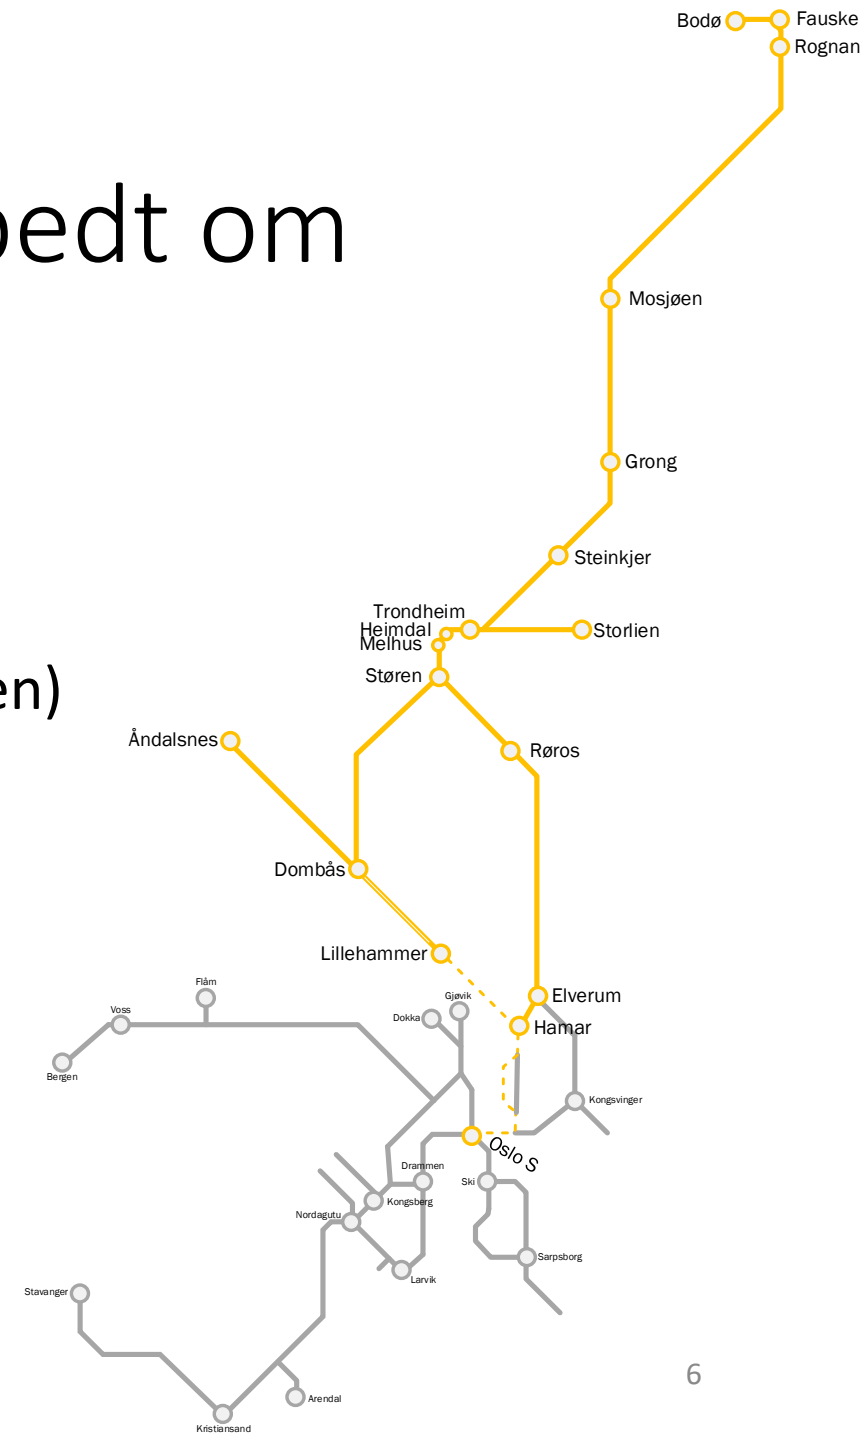 Bodø
Fauske
Rognan
bedt om
Mosjøen
Grong
Steinkjer
Trondheim
Heimdal
Storlien
Melhus
Støren
en)
Åndalsnes
Røros
Dombås
Lillehammer
Flåm
Gjøvik
Elverum
Voss
Dokka
Hamar
Bergen
Kongsvinger
Oslo S
Drammen
Ski
Kongsberg
Nordagutu
Sarpsborg
Larvik
Stavanger
6
Arendal
Kristiansand